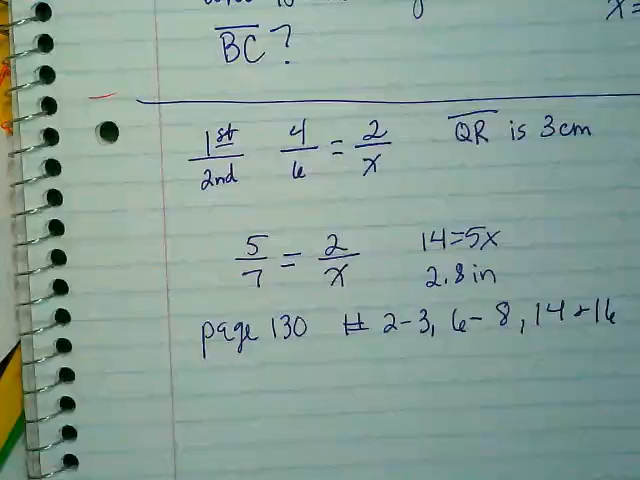 BC?
x=
1st/2nd 4/6 = 2/x QR is 3cm
5/7 = 2/x 14=5x
2.8 in
page 130 # 2-3, 6-8, 14 & 16